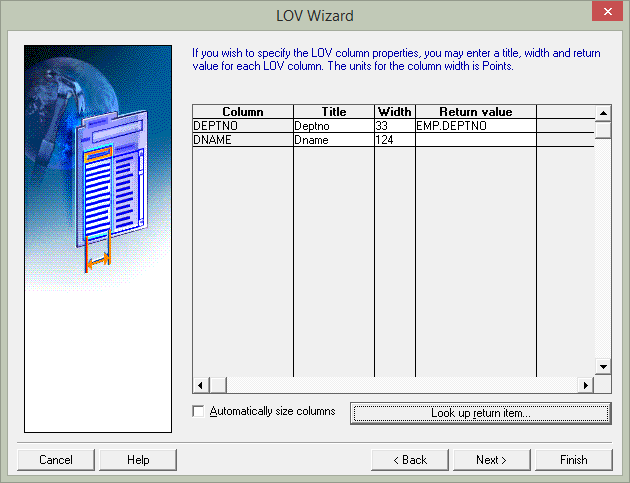 LOV Wizard
If you wish to specify the LOV column properties, you may enter a title, width and return
value for each LOV column. The units for the column width is Points.
Column Title Width Return value
DEPTNO Deptno 33 EMP.DEPTNO
DNAME Dname 124
Automatically size columns Look up return item...
Cancel Help < Back Next > Finish